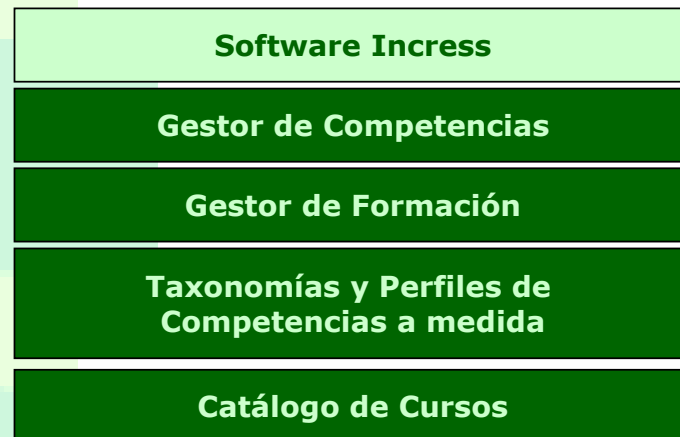 Software Incress
Gestor de Competencias
Gestor de Formación
Taxonomías y Perfiles de
Competencias a medida
Catálogo de Cursos